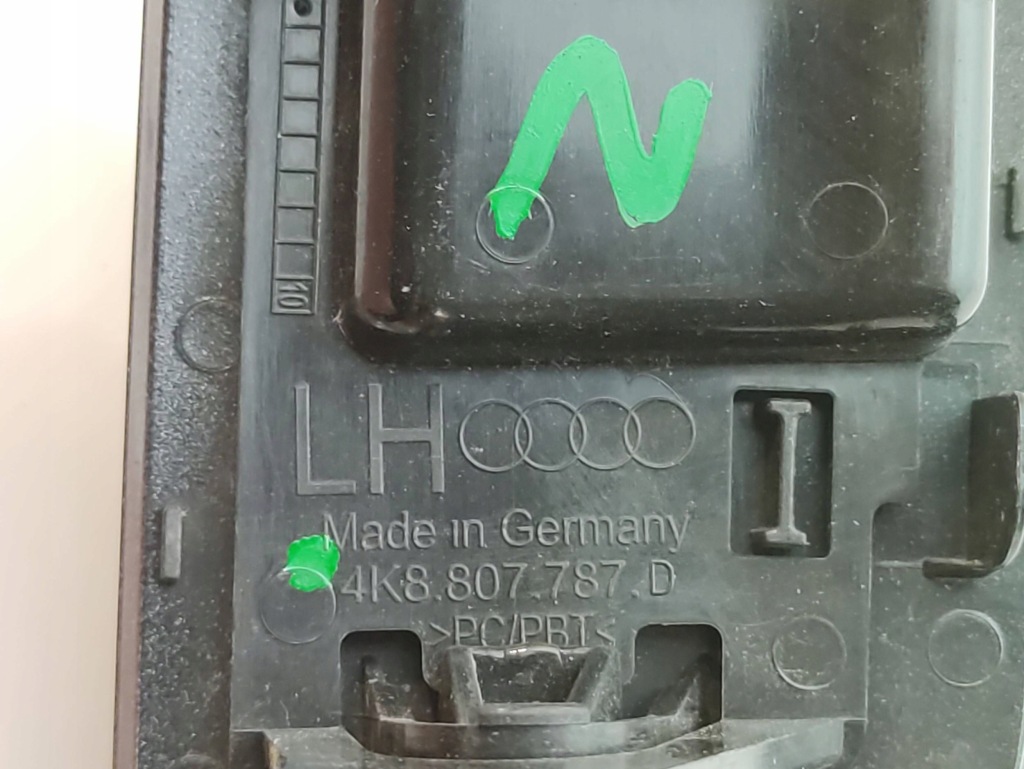 N
10
LH
I
Made in Germany
4K8.807.787.D
>PC/PBT<